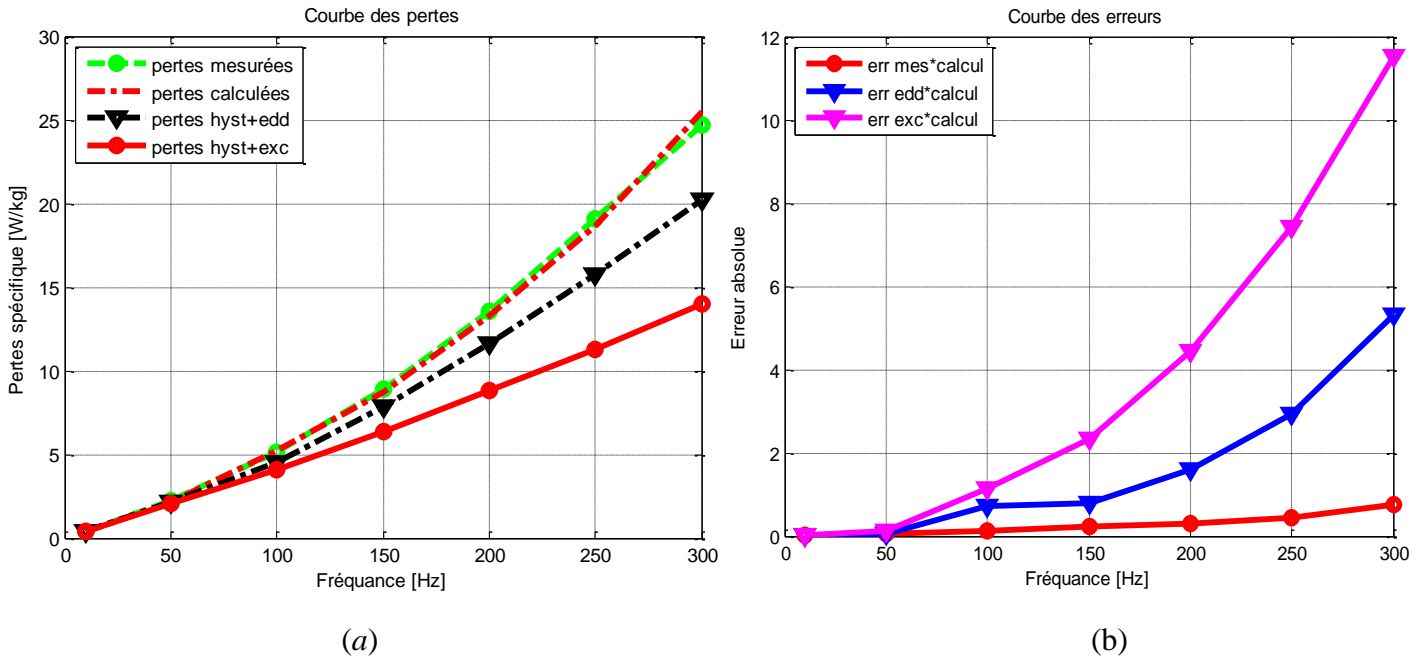 Courbe des pertes
30
25
20
15
10
5
0
Pertes spécifique [W/kg]
pertes mesurées
pertes calculées
pertes hyst+edd
pertes hyst+exc
0 50 100 150 200 250 300
Fréquance [Hz]
(a)
Courbe des erreurs
12
10
8
6
4
2
0
Erreur absolue
err mes*calcul
err edd*calcul
err exc*calcul
0 50 100 150 200 250 300
Fréquance [Hz]
(b)